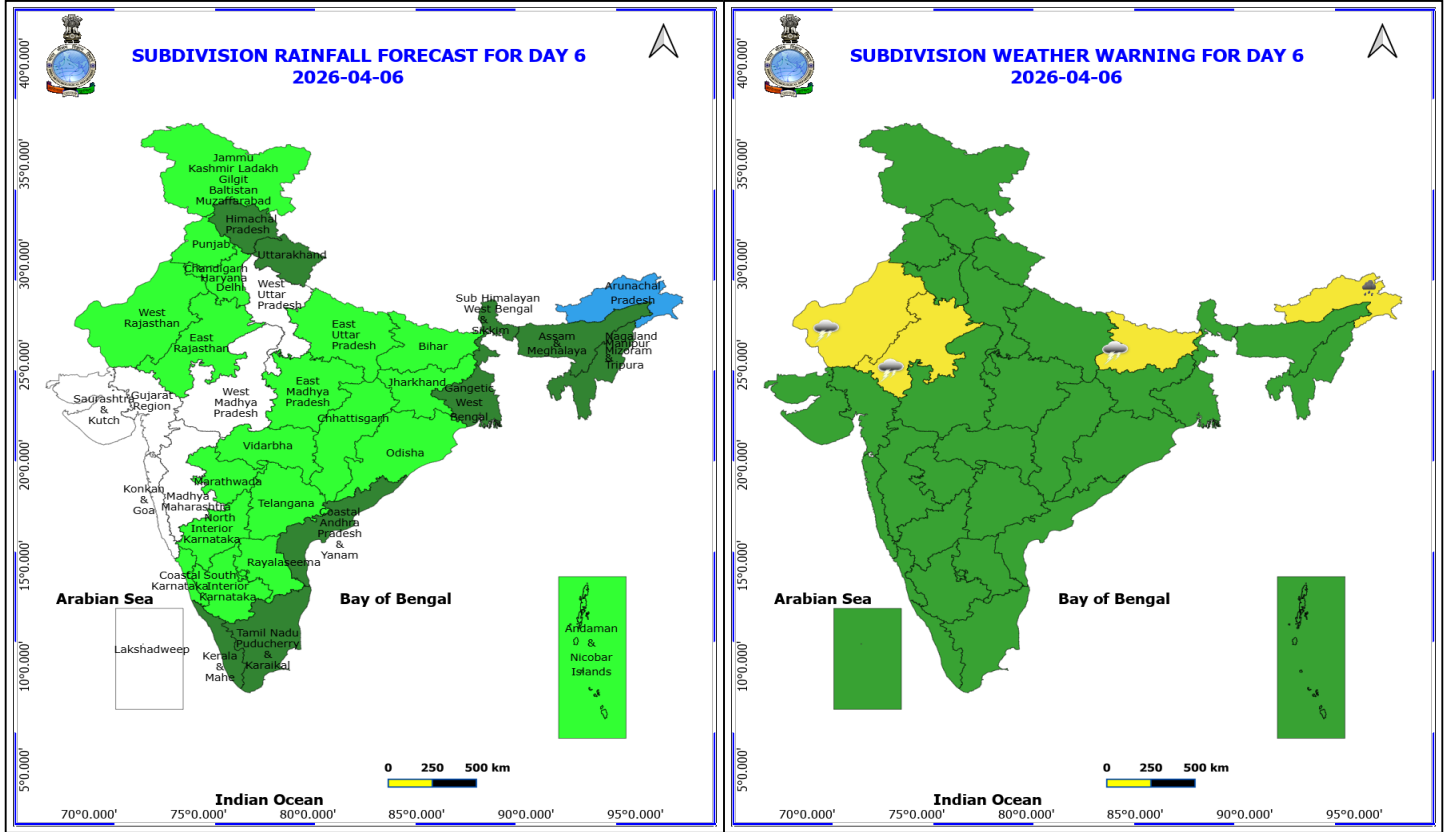 SUBDIVISION RAINFALL FORECAST FOR DAY 6
2026-04-06
40°0.000'
35°0.000'
30°0.000'
25°0.000'
20°0.000'
15°0.000'
10°0.000'
5°0.000'
Jammu
Kashmir Ladakh
Gilgit
Baltistan
Muzaffarabad
Himachal
Pradesh
Punjab
Uttarakhand
Chandigarh
Haryana
Delhi
West
Uttar
Pradesh
West
Rajasthan
East
Rajasthan
East
Uttar
Pradesh
Bihar
Sub Himalayan
West Bengal
&
Sikkim
Arunachal
Pradesh
Assam
&
Meghalaya
Nagaland
Manipur
Mizoram
&
Tripura
Saurashtra
&
Kutch
Gujarat
Region
West
Madhya
Pradesh
East
Madhya
Pradesh
Jharkhand
Gangetic
West
Bengal
Chhattisgarh
Vidarbha
Odisha
Konkan
&
Goa
Madhya
Maharashtra
Marathwada
Telangana
North
Interior
Karnataka
Coastal
Andhra
Pradesh
&
Yanam
Rayalaseema
Coastal
Karnataka
South
Interior
Karnataka
Tamil Nadu
Puducherry
&
Karaikal
Kerala
&
Mahe
Lakshadweep
Andaman
&
Nicobar
Islands
Arabian Sea
Bay of Bengal
Indian Ocean
0 250 500 km
70°0.000' 75°0.000' 80°0.000' 85°0.000' 90°0.000' 95°0.000'
SUBDIVISION WEATHER WARNING FOR DAY 6
2026-04-06
40°0.000'
35°0.000'
30°0.000'
25°0.000'
20°0.000'
15°0.000'
10°0.000'
5°0.000'
Arabian Sea
Bay of Bengal
Indian Ocean
0 250 500 km
70°0.000' 75°0.000' 80°0.000' 85°0.000' 90°0.000' 95°0.000'